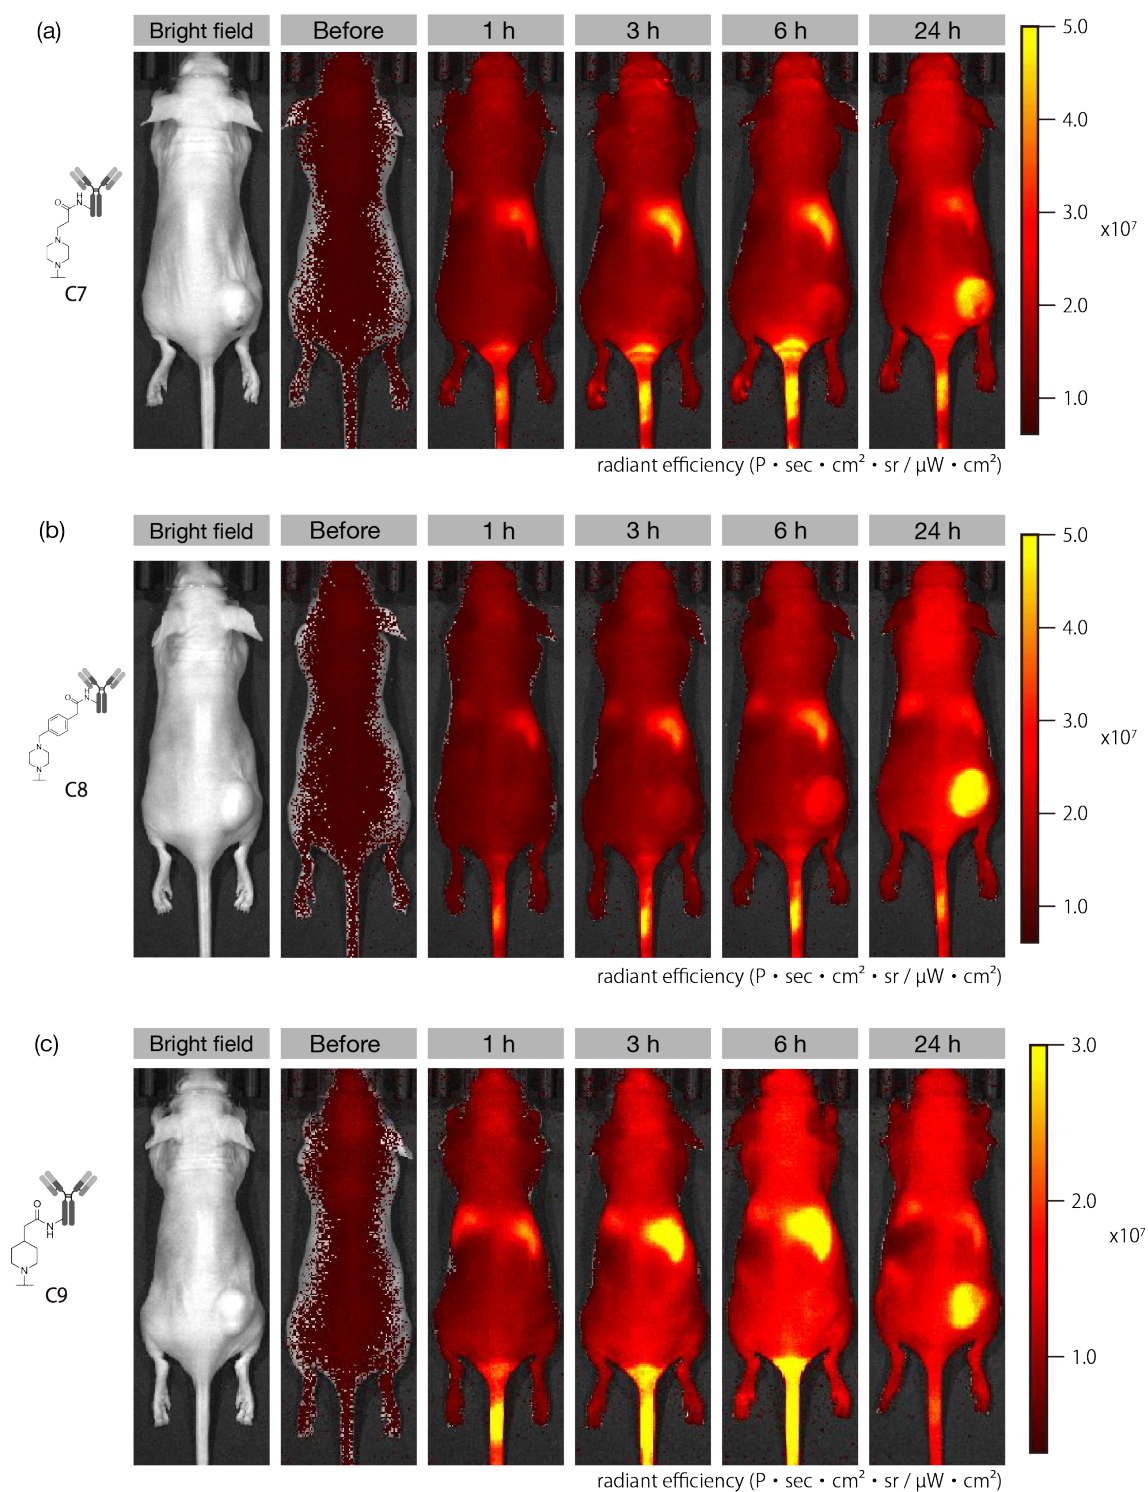 (a)
Bright field Before 1 h 3 h 6 h 24 h
5.0
4.0
3.0
x10⁷
2.0
1.0
O
H
N
N
N
C7
radiant efficiency (P・sec・cm²・sr / µW・cm²)
(b)
Bright field Before 1 h 3 h 6 h 24 h
5.0
4.0
3.0
x10⁷
2.0
1.0
O
H
N
N
N
C8
radiant efficiency (P・sec・cm²・sr / µW・cm²)
(c)
Bright field Before 1 h 3 h 6 h 24 h
3.0
2.0
x10⁷
1.0
O
N
H
N
C9
radiant efficiency (P・sec・cm²・sr / µW・cm²)